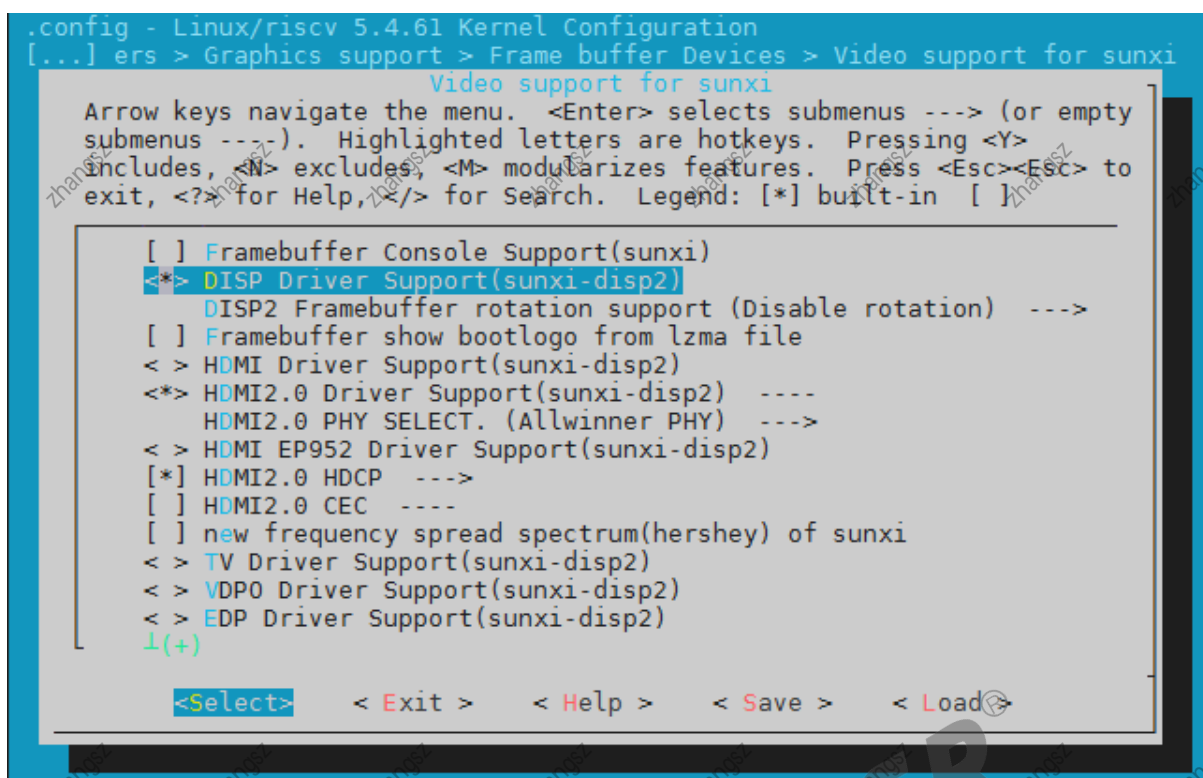 .config - Linux/riscv 5.4.61 Kernel Configuration
[...] ers > Graphics support > Frame buffer Devices > Video support for sunxi
Video support for sunxi
Arrow keys navigate the menu.  <Enter> selects submenus ---> (or empty
submenus ----).  Highlighted letters are hotkeys.  Pressing <Y>
includes, <N> excludes, <M> modularizes features.  Press <Esc><Esc> to
exit, <?> for Help, </> for Search.  Legend: [*] built-in  [ ]
[ ] Framebuffer Console Support(sunxi)
<*> DISP Driver Support(sunxi-disp2)
DISP2 Framebuffer rotation support (Disable rotation)  --->
[ ] Framebuffer show bootlogo from lzma file
< > HDMI Driver Support(sunxi-disp2)
<*> HDMI2.0 Driver Support(sunxi-disp2)  ----
HDMI2.0 PHY SELECT. (Allwinner PHY)  --->
< > HDMI EP952 Driver Support(sunxi-disp2)
[*] HDMI2.0 HDCP  --->
[ ] HDMI2.0 CEC  ----
[ ] new frequency spread spectrum(hershey) of sunxi
< > TV Driver Support(sunxi-disp2)
< > VDPO Driver Support(sunxi-disp2)
< > EDP Driver Support(sunxi-disp2)
┴(+)
<Select>    < Exit >    < Help >    < Save >    < Load >
zhangsz